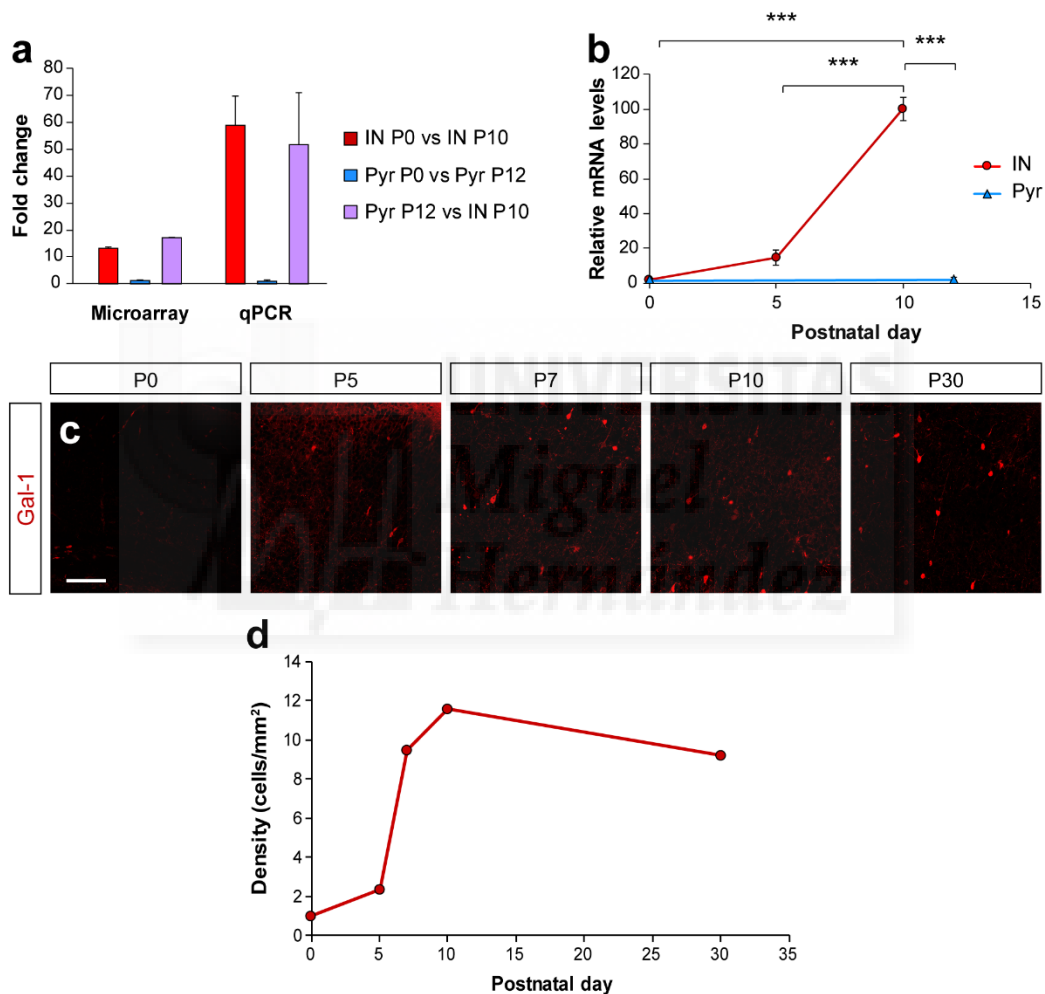 a
Fold change
80
70
60
50
40
30
20
10
0
Microarray
qPCR
IN P0 vs IN P10
Pyr P0 vs Pyr P12
Pyr P12 vs IN P10
b
***
***
***
Relative mRNA levels
120
100
80
60
40
20
0
0
5
10
15
Postnatal day
IN
Pyr
P0
P5
P7
P10
P30
Gal-1
c
UNIVERSITAS
Miguel
Hernández
d
Density (cells/mm²)
14
12
10
8
6
4
2
0
0
5
10
15
20
25
30
35
Postnatal day